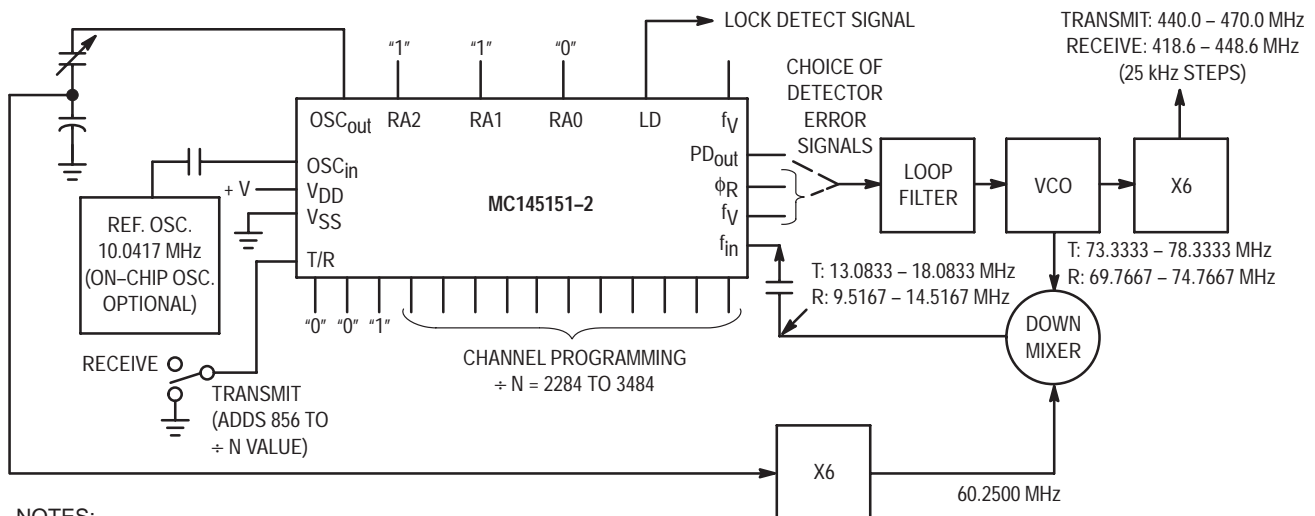 LOCK DETECT SIGNAL
TRANSMIT: 440.0 – 470.0 MHz
RECEIVE: 418.6 – 448.6 MHz
(25 kHz STEPS)
"1"
"1"
"0"
CHOICE OF
DETECTOR
ERROR
SIGNALS
OSCout
RA2
RA1
RA0
LD
fV
OSCin
+ V
VDD
VSS
T/R
MC145151–2
PDout
ϕR
fV
fin
LOOP
FILTER
VCO
X6
REF. OSC.
10.0417 MHz
(ON–CHIP OSC.
OPTIONAL)
T: 73.3333 – 78.3333 MHz
R: 69.7667 – 74.7667 MHz
T: 13.0833 – 18.0833 MHz
R: 9.5167 – 14.5167 MHz
"0"
"0"
"1"
DOWN
MIXER
RECEIVE
TRANSMIT
(ADDS 856 TO
÷ N VALUE)
CHANNEL PROGRAMMING
÷ N = 2284 TO 3484
X6
60.2500 MHz
NOTES: